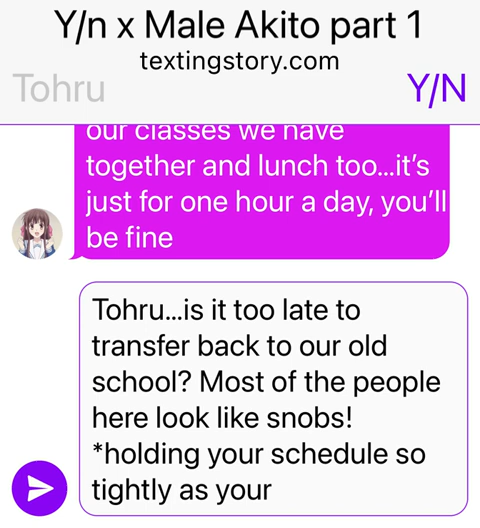 Y/n x Male Akito part 1
textingstory.com
Tohru
Y/N
our classes we have
together and lunch too...it's
just for one hour a day, you'll
be fine
Tohru...is it too late to
transfer back to our old
school? Most of the people
here look like snobs!
*holding your schedule so
tightly as your